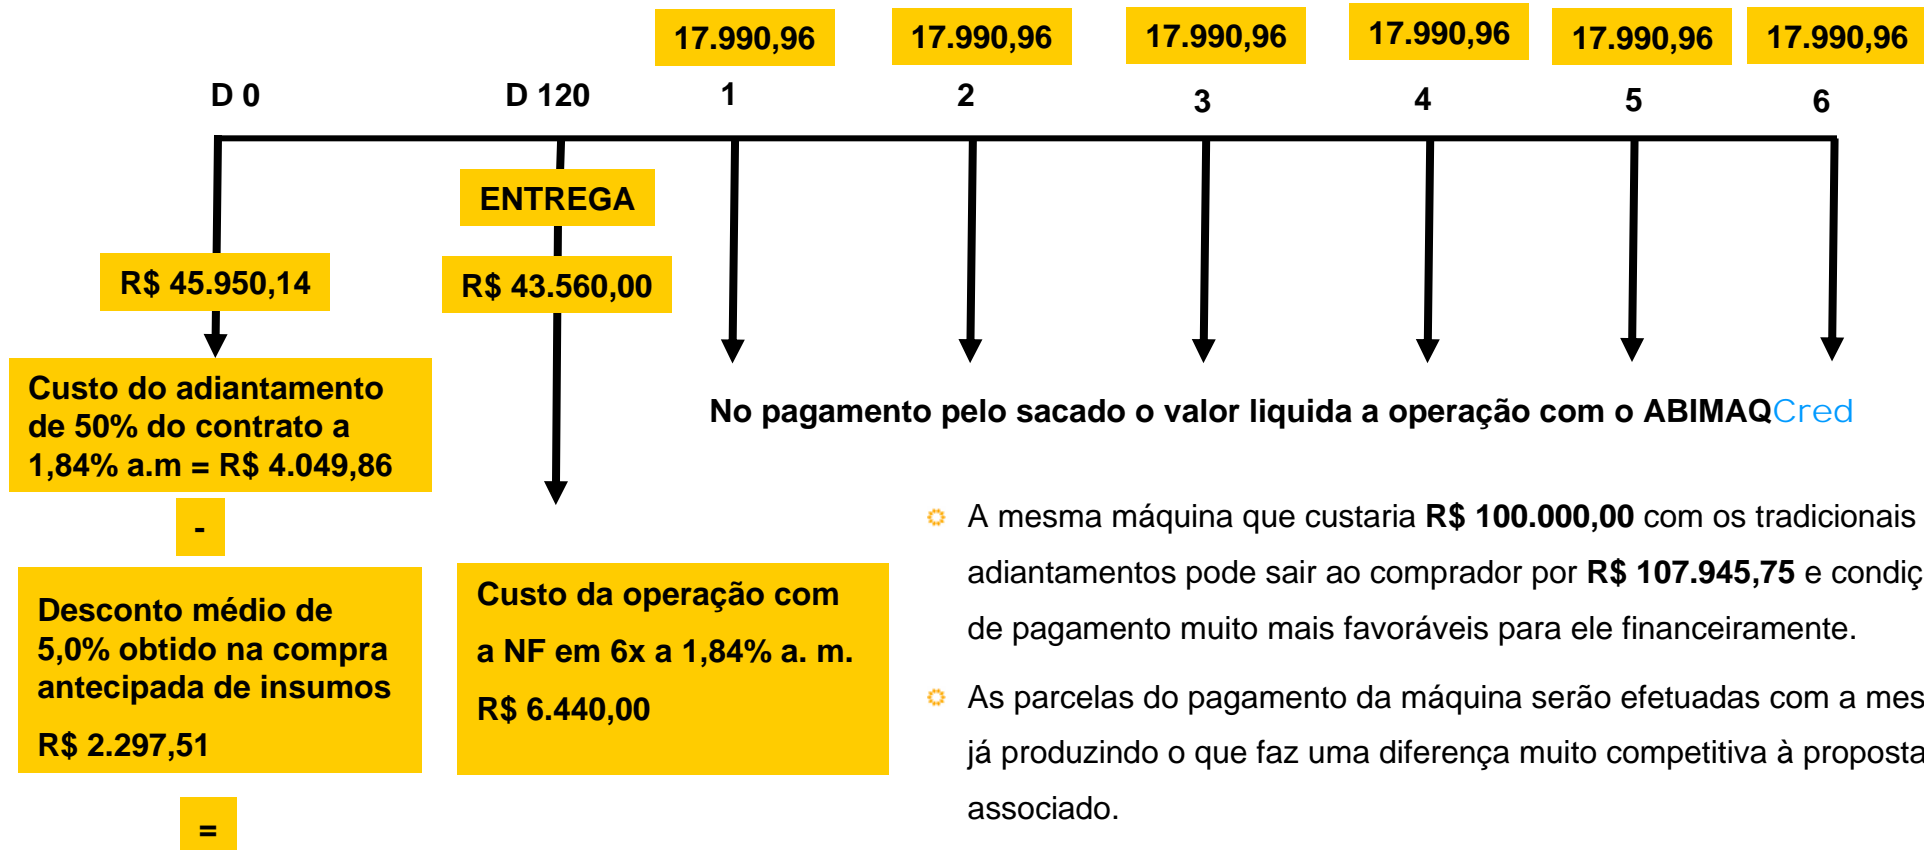 17.990,96 17.990,96 17.990,96 17.990,96 17.990,96 17.990,96
D 0 D 120 1 2 3 4 5 6
ENTREGA
R$ 45.950,14 R$ 43.560,00
Custo do adiantamento
de 50% do contrato a
1,84% a.m = R$ 4.049,86
-
Desconto médio de
5,0% obtido na compra
antecipada de insumos
R$ 2.297,51
=
Custo da operação com
a NF em 6x a 1,84% a. m.
R$ 6.440,00
No pagamento pelo sacado o valor liquida a operação com o ABIMAQCred
A mesma máquina que custaria R$ 100.000,00 com os tradicionais
adiantamentos pode sair ao comprador por R$ 107.945,75 e condiç
de pagamento muito mais favoráveis para ele financeiramente.
As parcelas do pagamento da máquina serão efetuadas com a mes
já produzindo o que faz uma diferença muito competitiva à proposta
associado.